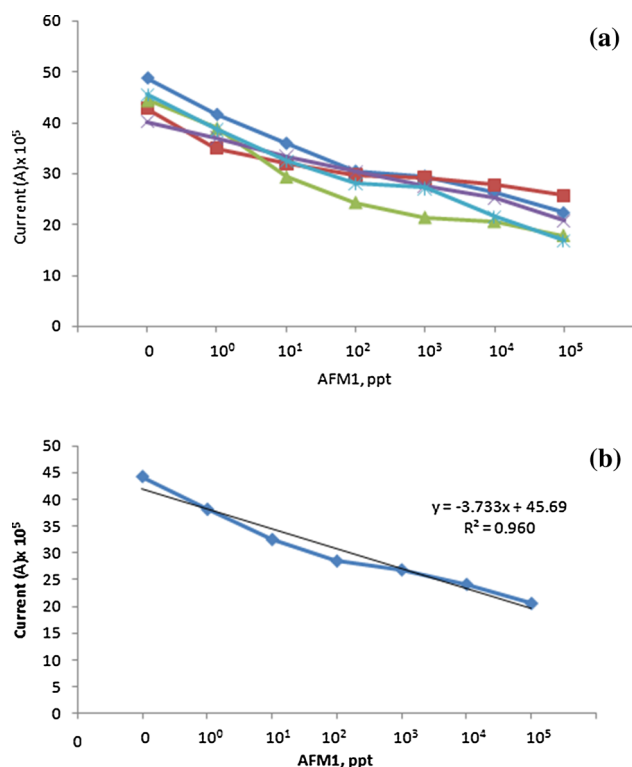 (a)
60
50
40
30
20
10
0
Current (A)x 10⁵
0 10⁰ 10¹ 10² 10³ 10⁴ 10⁵
AFM1, ppt
(b)
50
45
40
35
30
25
20
15
10
5
0
Current (A)x 10⁵
y = -3.733x + 45.69
R² = 0.960
0 0 10⁰ 10¹ 10² 10³ 10⁴ 10⁵
AFM1, ppt